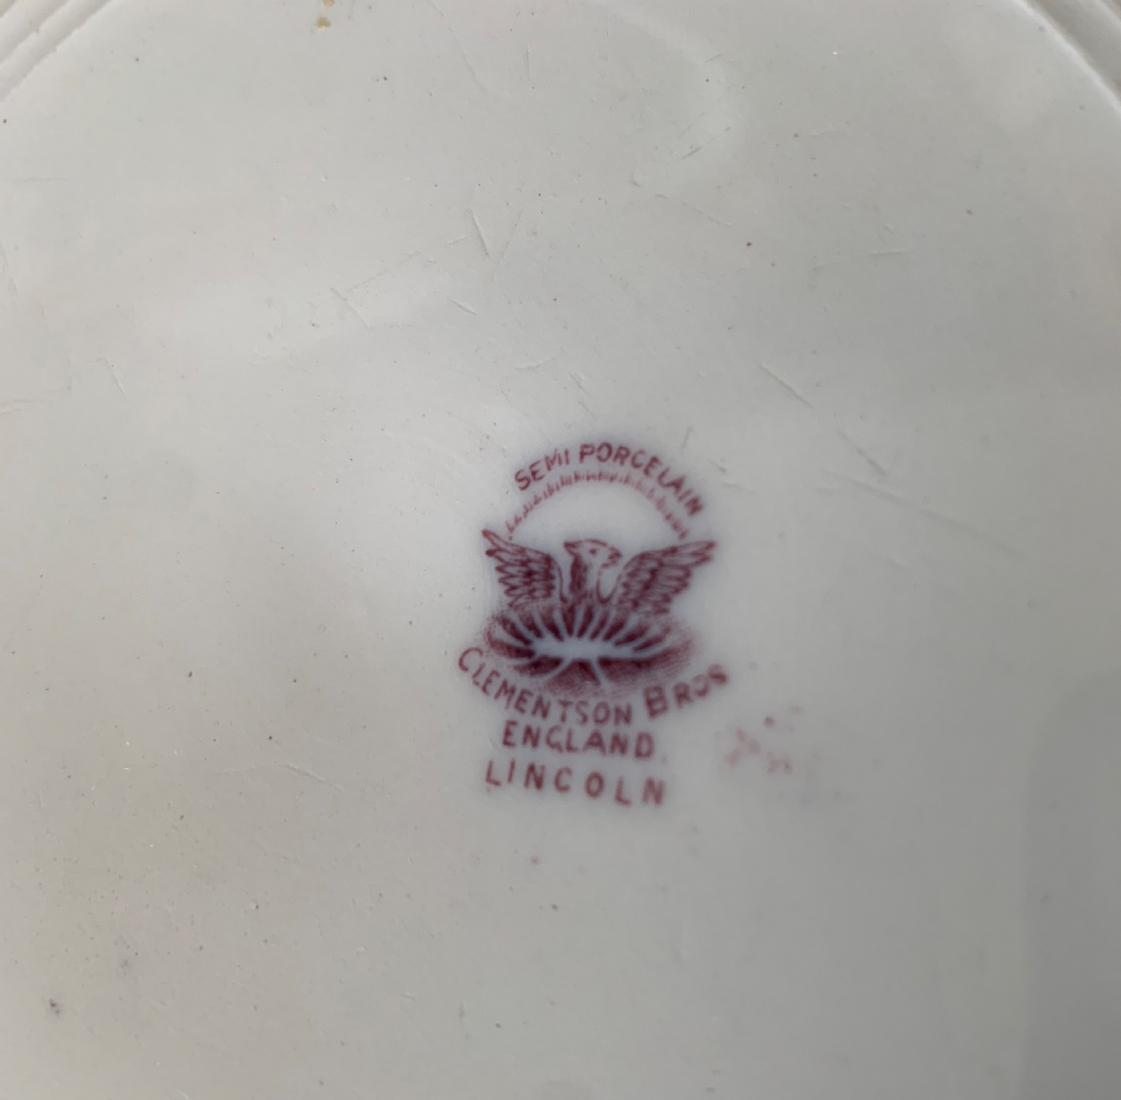 SEMI PORCELAIN
CLEMENTSON BROS
ENGLAND.
LINCOLN